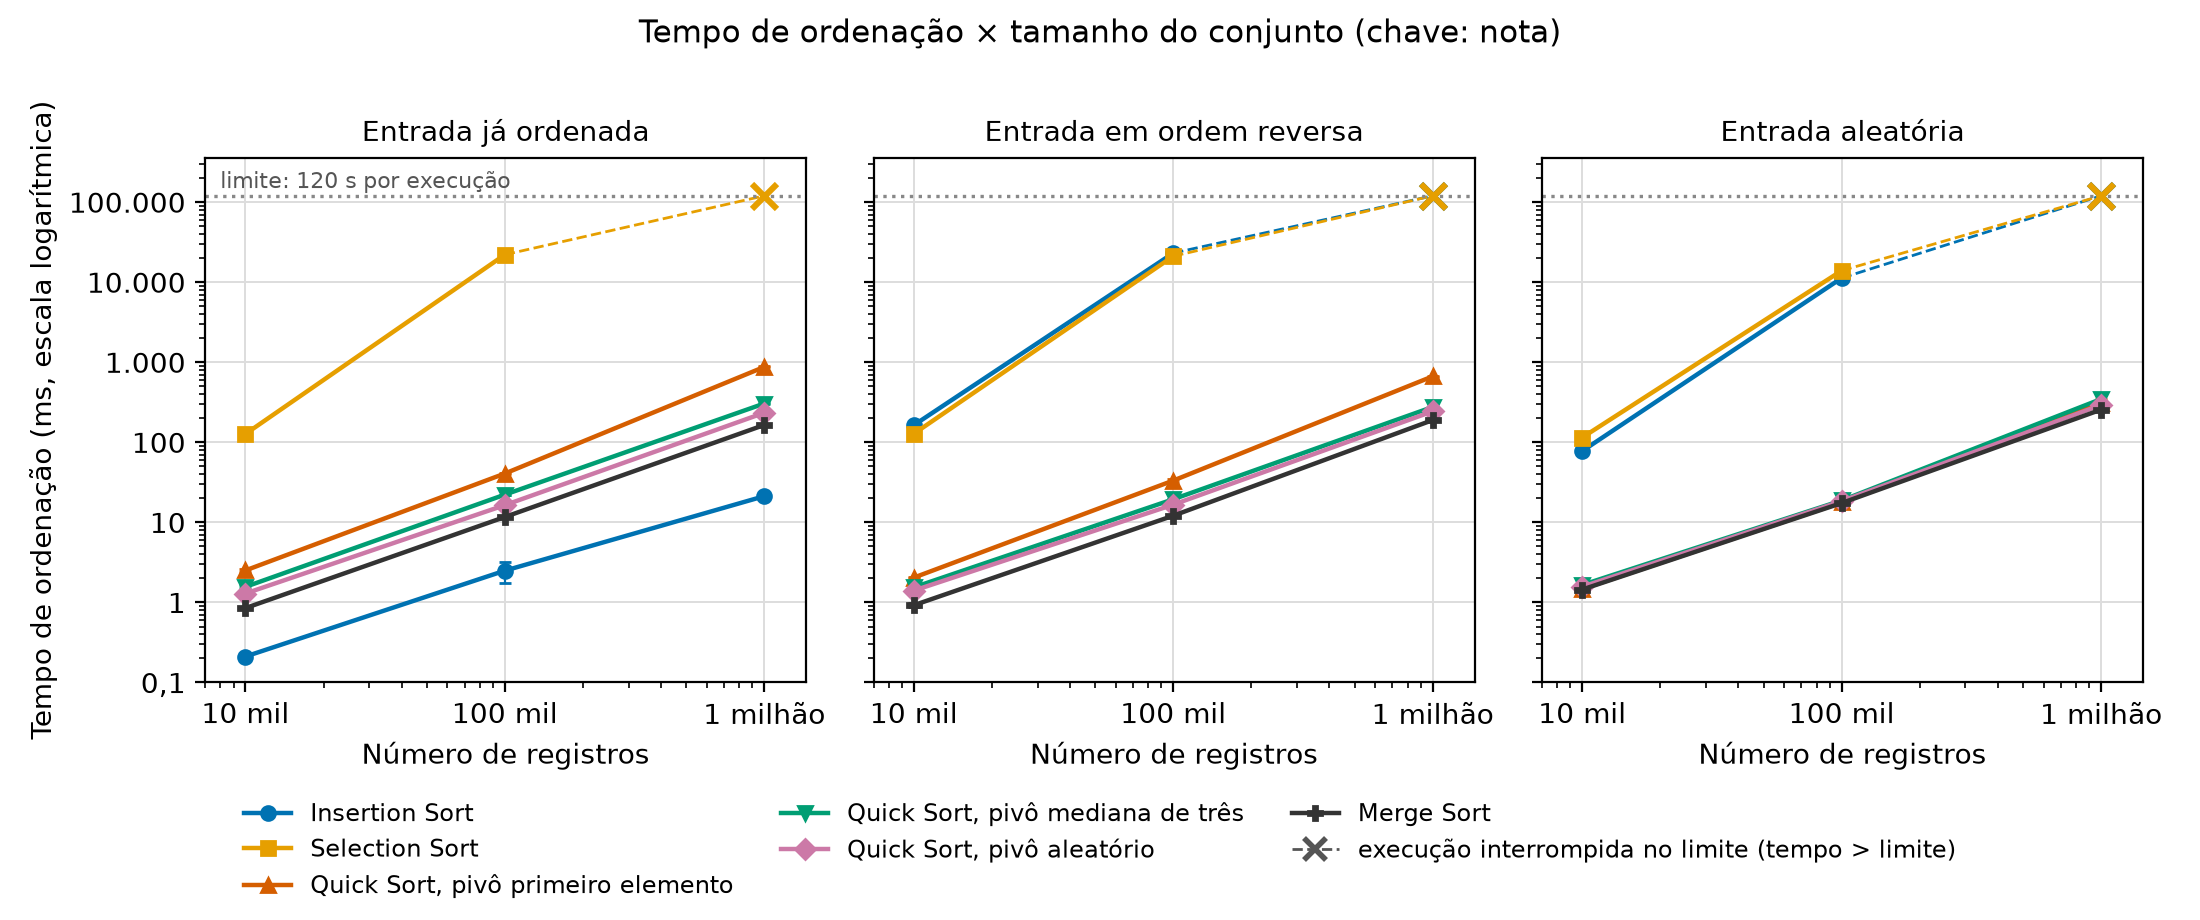 Tempo de ordenação × tamanho do conjunto (chave: nota)
Tempo de ordenação (ms, escala logarítmica)
Entrada já ordenada
limite: 120 s por execução
100.000
10.000
1.000
100
10
1
0,1
10 mil 100 mil 1 milhão
Número de registros
Entrada em ordem reversa
10 mil 100 mil 1 milhão
Número de registros
Entrada aleatória
10 mil 100 mil 1 milhão
Número de registros
Insertion Sort
Selection Sort
Quick Sort, pivô primeiro elemento
Quick Sort, pivô mediana de três
Quick Sort, pivô aleatório
Merge Sort
execução interrompida no limite (tempo > limite)